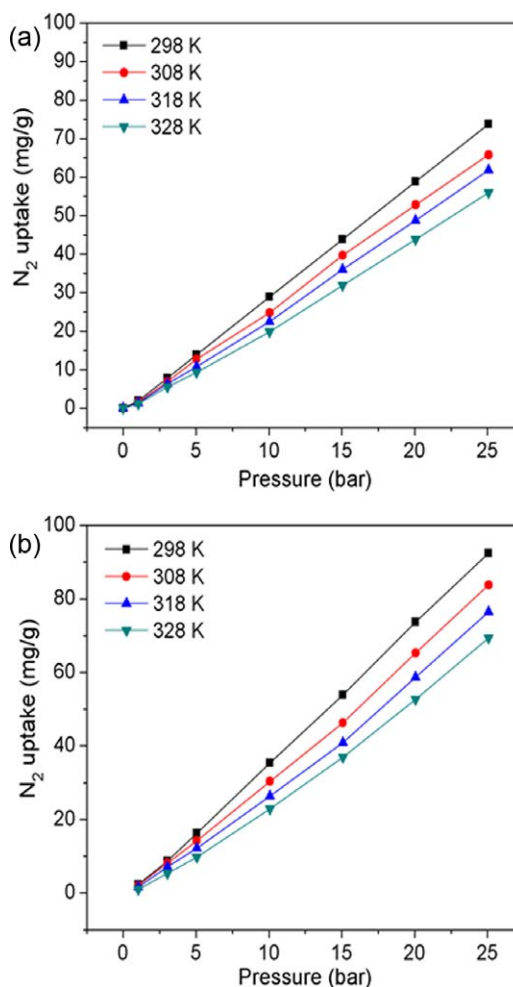 (a)
298 K
308 K
318 K
328 K
100
90
80
70
60
50
40
30
20
10
0
N₂ uptake (mg/g)
0 5 10 15 20 25
Pressure (bar)
(b)
298 K
308 K
318 K
328 K
100
80
60
40
20
0
N₂ uptake (mg/g)
0 5 10 15 20 25
Pressure (bar)